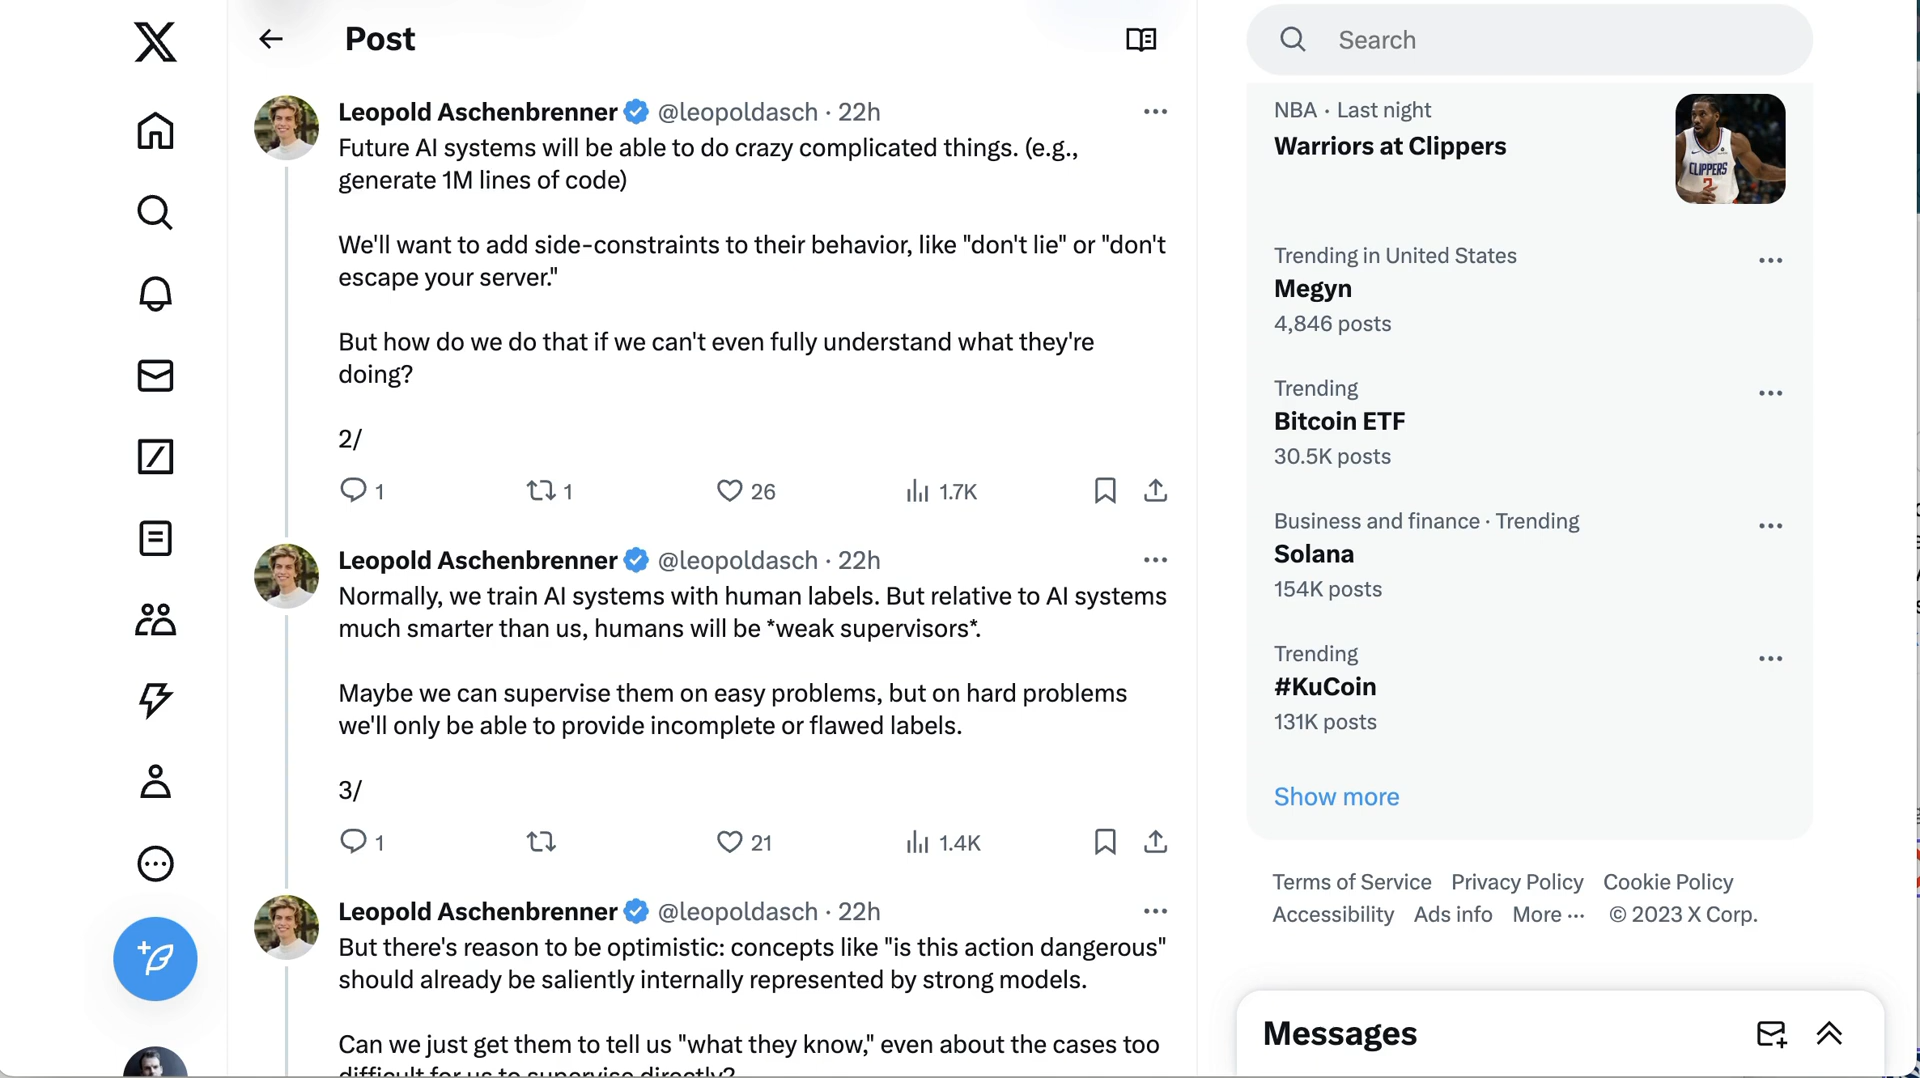 Post
Leopold Aschenbrenner @leopoldasch · 22h
Future AI systems will be able to do crazy complicated things. (e.g.,
generate 1M lines of code)
We'll want to add side-constraints to their behavior, like "don't lie" or "don't
escape your server."
But how do we do that if we can't even fully understand what they're
doing?
2/
1 1 26 1.7K
Leopold Aschenbrenner @leopoldasch · 22h
Normally, we train AI systems with human labels. But relative to AI systems
much smarter than us, humans will be *weak supervisors*.
Maybe we can supervise them on easy problems, but on hard problems
we'll only be able to provide incomplete or flawed labels.
3/
1 21 1.4K
Leopold Aschenbrenner @leopoldasch · 22h
But there's reason to be optimistic: concepts like "is this action dangerous"
should already be saliently internally represented by strong models.
Can we just get them to tell us "what they know," even about the cases too
difficult for us to supervise directly?
Search
NBA · Last night
Warriors at Clippers
CLIPPERS
2
Trending in United States
Megyn
4,846 posts
Trending
Bitcoin ETF
30.5K posts
Business and finance · Trending
Solana
154K posts
Trending
#KuCoin
131K posts
Show more
Terms of Service Privacy Policy Cookie Policy
Accessibility Ads info More ··· © 2023 X Corp.
Messages